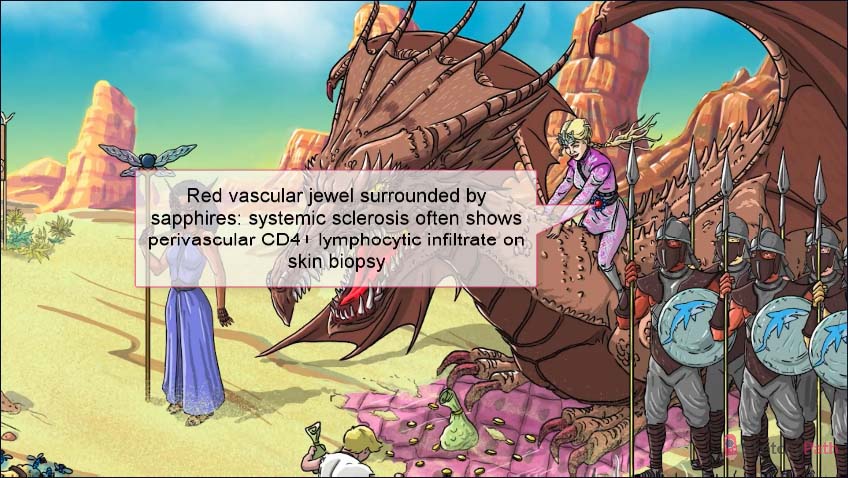 Red vascular jewel surrounded by
sapphires: systemic sclerosis often shows
perivascular CD4+ lymphocytic infiltrate on
skin biopsy